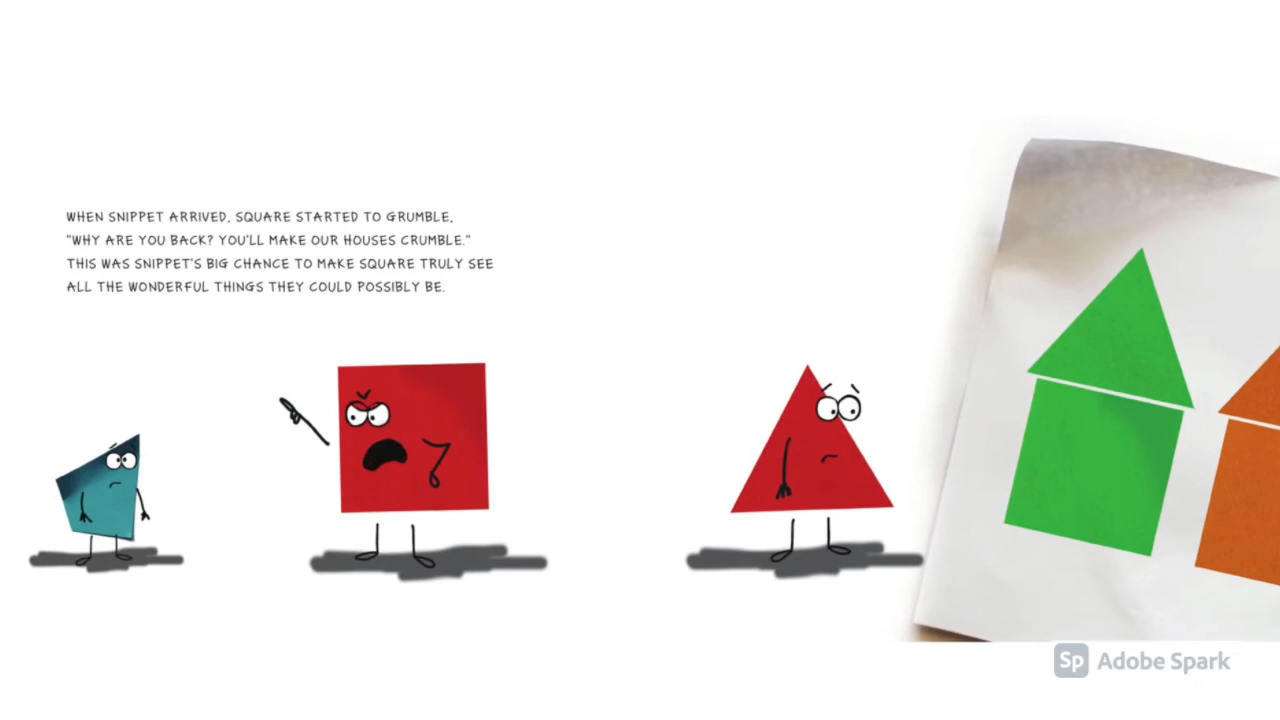 WHEN SNIPPET ARRIVED, SQUARE STARTED TO GRUMBLE,
"WHY ARE YOU BACK? YOU'LL MAKE OUR HOUSES CRUMBLE."
THIS WAS SNIPPET'S BIG CHANCE TO MAKE SQUARE TRULY SEE
ALL THE WONDERFUL THINGS THEY COULD POSSIBLY BE.
Sp Adobe Spark